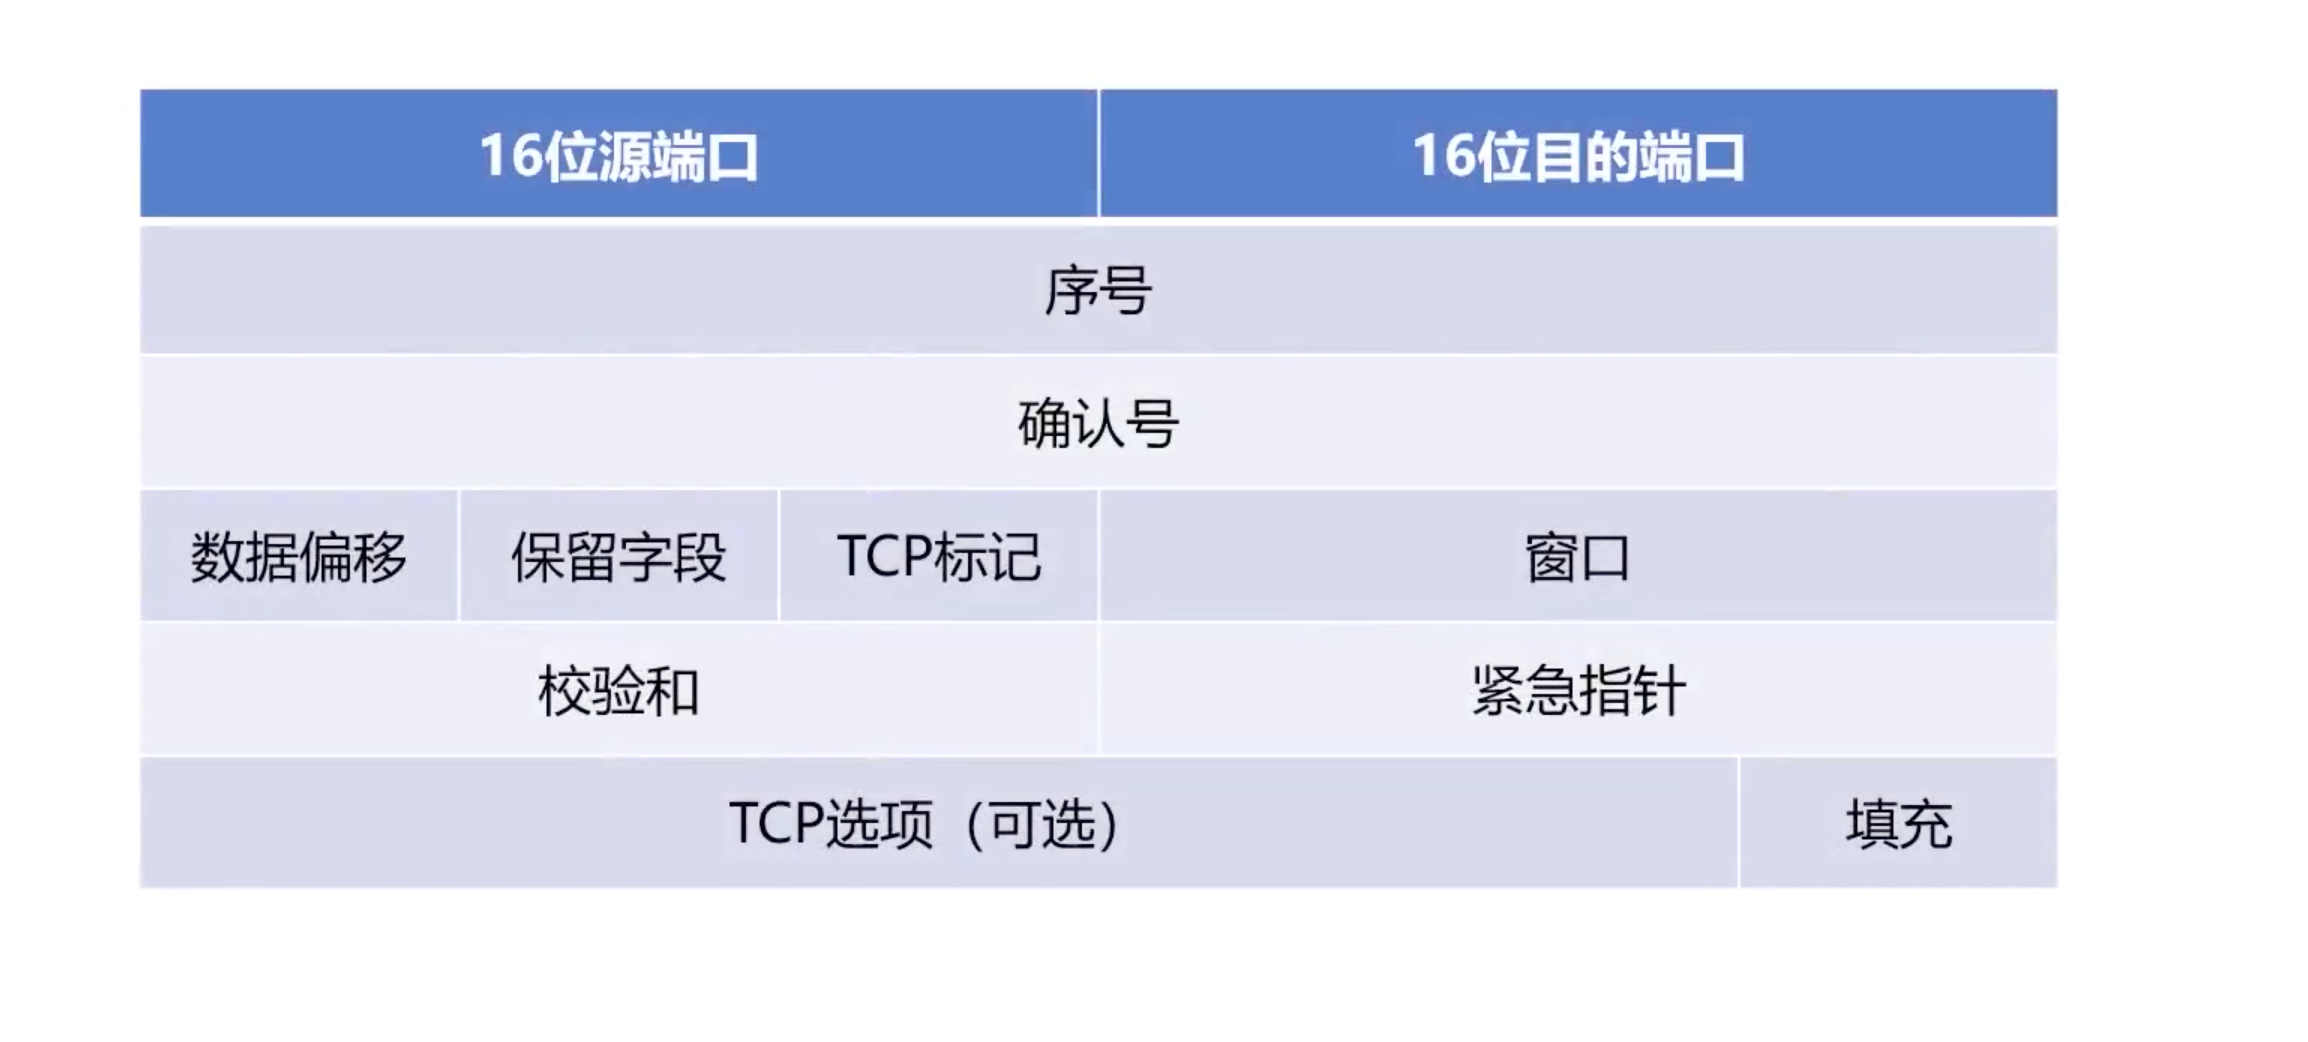 16位源端口 16位目的端口
序号
确认号
数据偏移 保留字段 TCP标记 窗口
校验和 紧急指针
TCP选项（可选） 填充